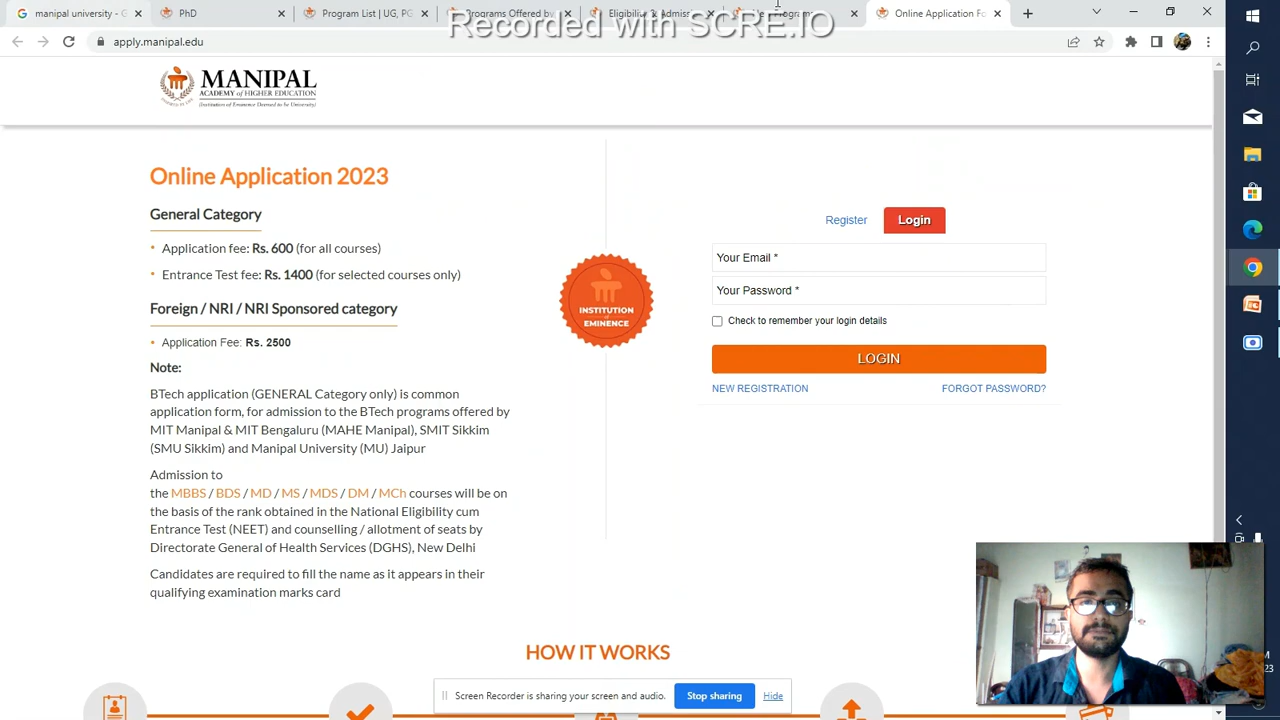 manipal university -
PhD
Program List | UG, PG
Programs Offered by
Eligibility & Admiss
Online Application Fo
Recorded with SCRE.IO
apply.manipal.edu
MANIPAL
ACADEMY of HIGHER EDUCATION
(Institution of Eminence Deemed to be University)
Online Application 2023
General Category
Application fee: Rs. 600 (for all courses)
Entrance Test fee: Rs. 1400 (for selected courses only)
Foreign / NRI / NRI Sponsored category
Application Fee: Rs. 2500
Note:
BTech application (GENERAL Category only) is common
application form, for admission to the BTech programs offered by
MIT Manipal & MIT Bengaluru (MAHE Manipal), SMIT Sikkim
(SMU Sikkim) and Manipal University (MU) Jaipur
Admission to
the MBBS / BDS / MD / MS / MDS / DM / MCh courses will be on
the basis of the rank obtained in the National Eligibility cum
Entrance Test (NEET) and counselling / allotment of seats by
Directorate General of Health Services (DGHS), New Delhi
Candidates are required to fill the name as it appears in their
qualifying examination marks card
INSTITUTION
of
EMINENCE
Register
Login
Your Email *
Your Password *
Check to remember your login details
LOGIN
NEW REGISTRATION
FORGOT PASSWORD?
HOW IT WORKS
Screen Recorder is sharing your screen and audio.
Stop sharing
Hide